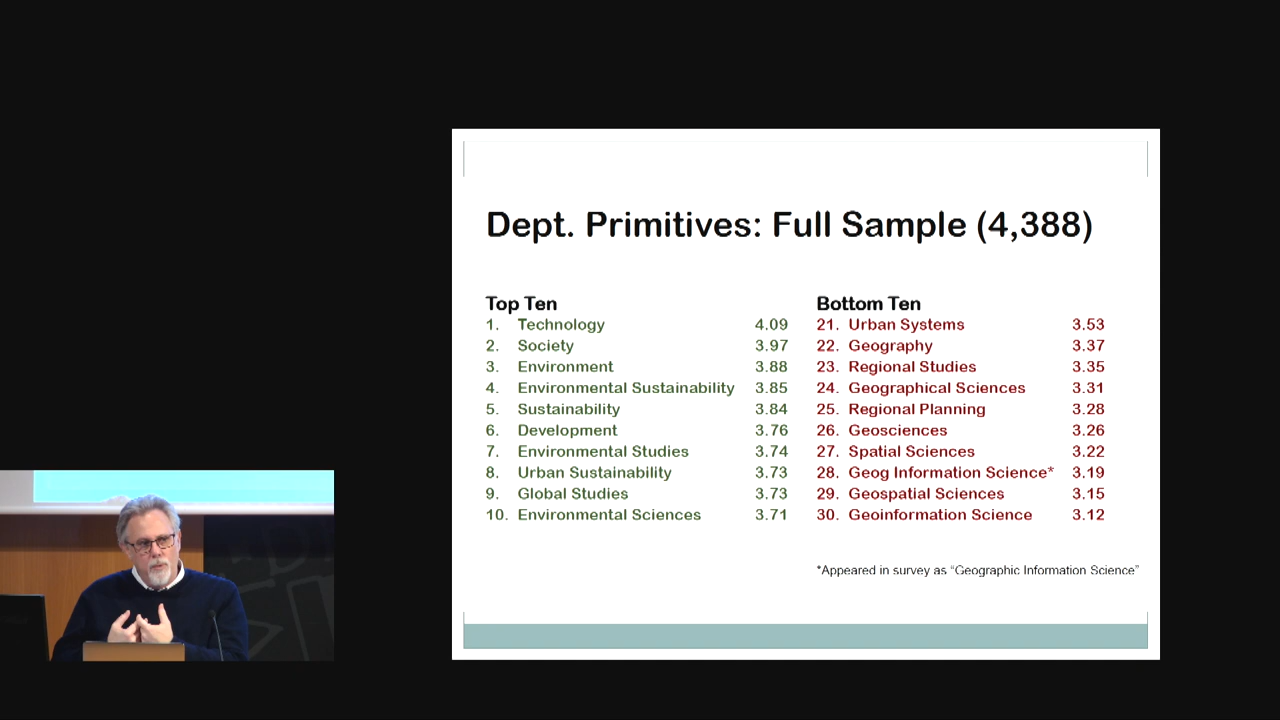 Dept. Primitives: Full Sample (4,388)
Top Ten
1. Technology 4.09
2. Society 3.97
3. Environment 3.88
4. Environmental Sustainability 3.85
5. Sustainability 3.84
6. Development 3.76
7. Environmental Studies 3.74
8. Urban Sustainability 3.73
9. Global Studies 3.73
10. Environmental Sciences 3.71
Bottom Ten
21. Urban Systems 3.53
22. Geography 3.37
23. Regional Studies 3.35
24. Geographical Sciences 3.31
25. Regional Planning 3.28
26. Geosciences 3.26
27. Spatial Sciences 3.22
28. Geog Information Science* 3.19
29. Geospatial Sciences 3.15
30. Geoinformation Science 3.12
*Appeared in survey as “Geographic Information Science”